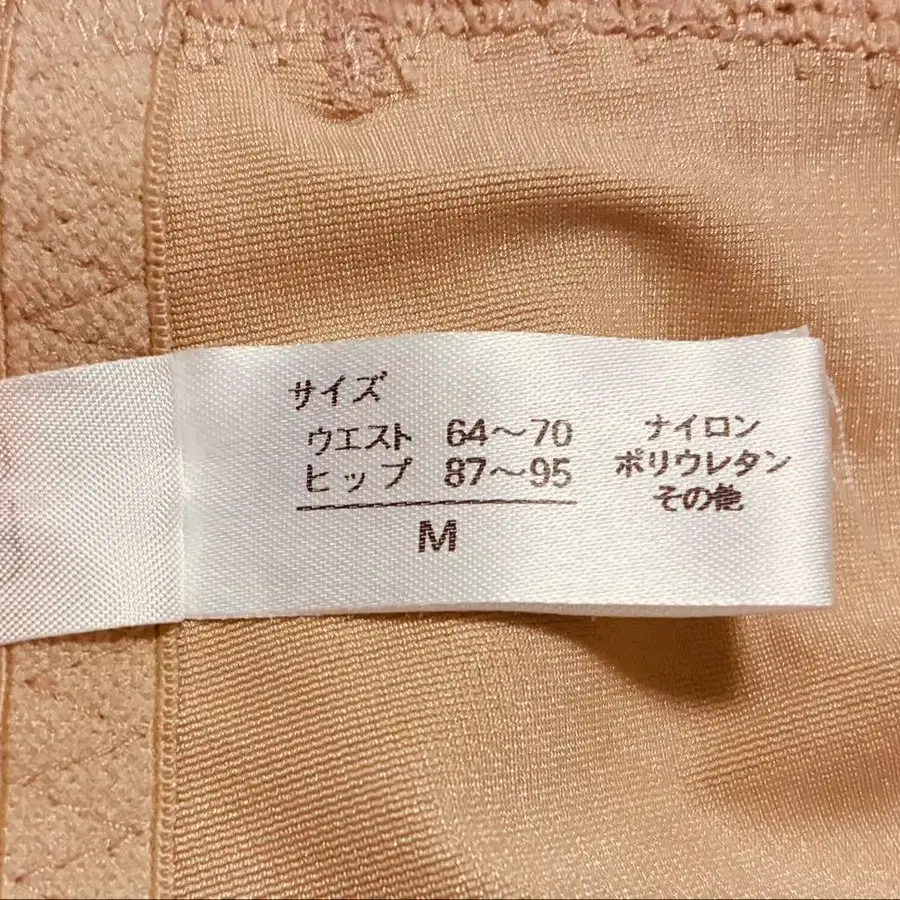 サイズ
ウエスト 64〜70
ヒップ 87〜95
M
ナイロン
ポリウレタン
その他